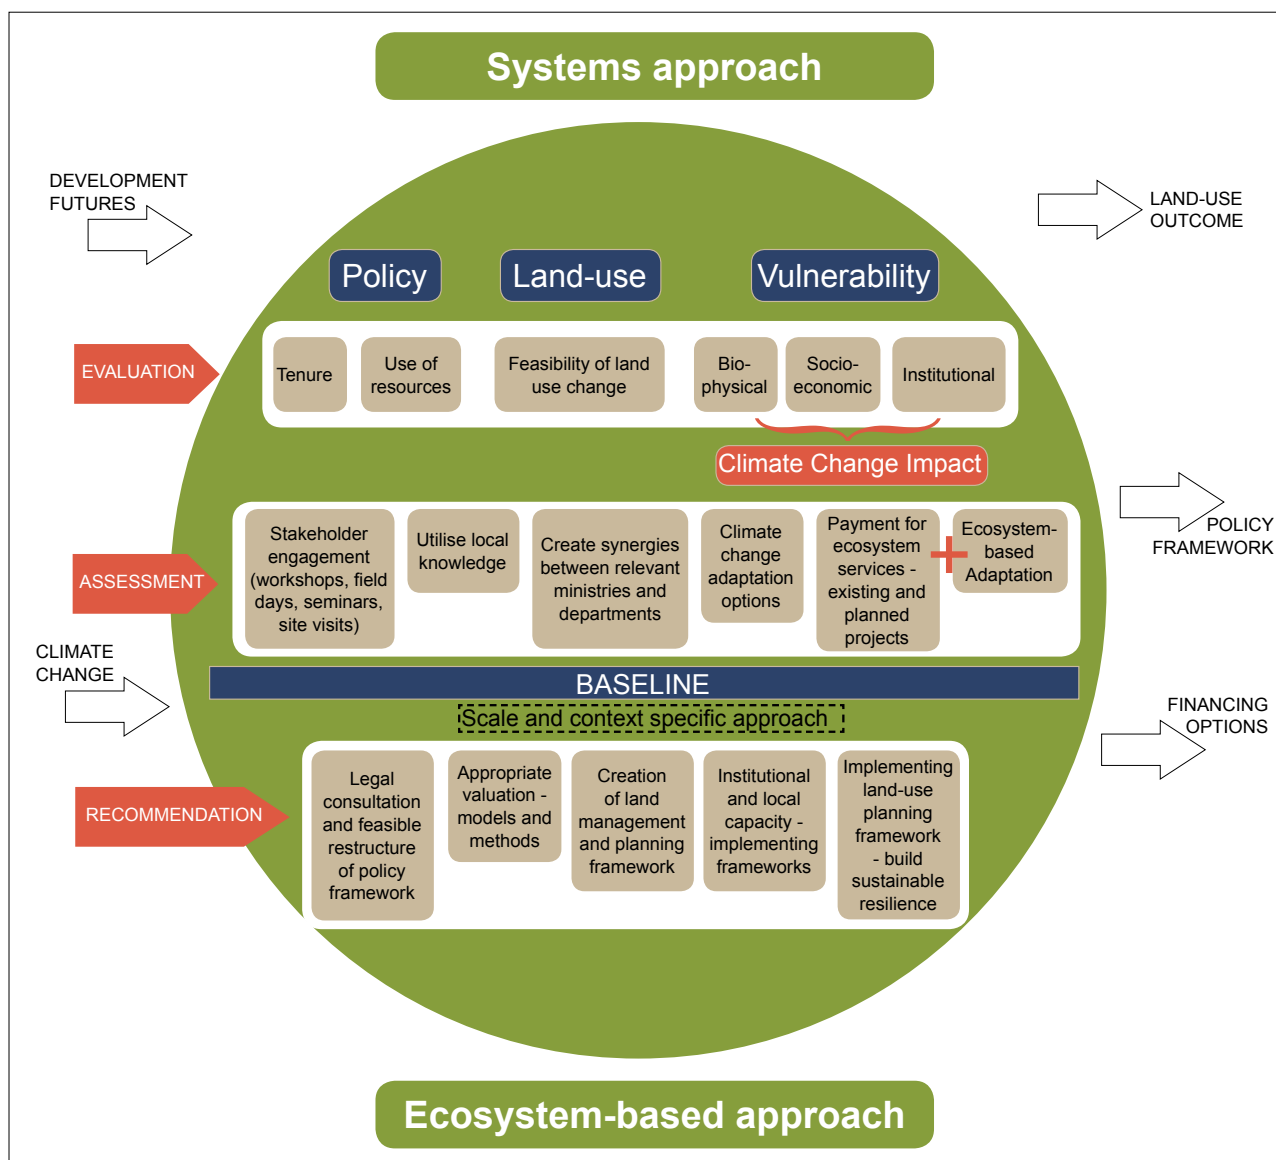 Systems approach
DEVELOPMENT
FUTURES
LAND-USE
OUTCOME
Policy
Land-use
Vulnerability
EVALUATION
Tenure
Use of
resources
Feasibility of land
use change
Bio-
physical
Socio-
economic
Institutional
Climate Change Impact
POLICY
FRAMEWORK
ASSESSMENT
Stakeholder
engagement
(workshops, field
days, seminars,
site visits)
Utilise local
knowledge
Create synergies
between relevant
ministries and
departments
Climate
change
adaptation
options
Payment for
ecosystem
services -
existing and
planned
projects
+
Ecosystem-
based
Adaptation
CLIMATE
CHANGE
BASELINE
Scale and context specific approach
FINANCING
OPTIONS
RECOMMENDATION
Legal
consultation
and feasible
restructure
of policy
framework
Appropriate
valuation -
models and
methods
Creation
of land
management
and planning
framework
Institutional
and local
capacity -
implementing
frameworks
Implementing
land-use
planning
framework
- build
sustainable
resilience
Ecosystem-based approach